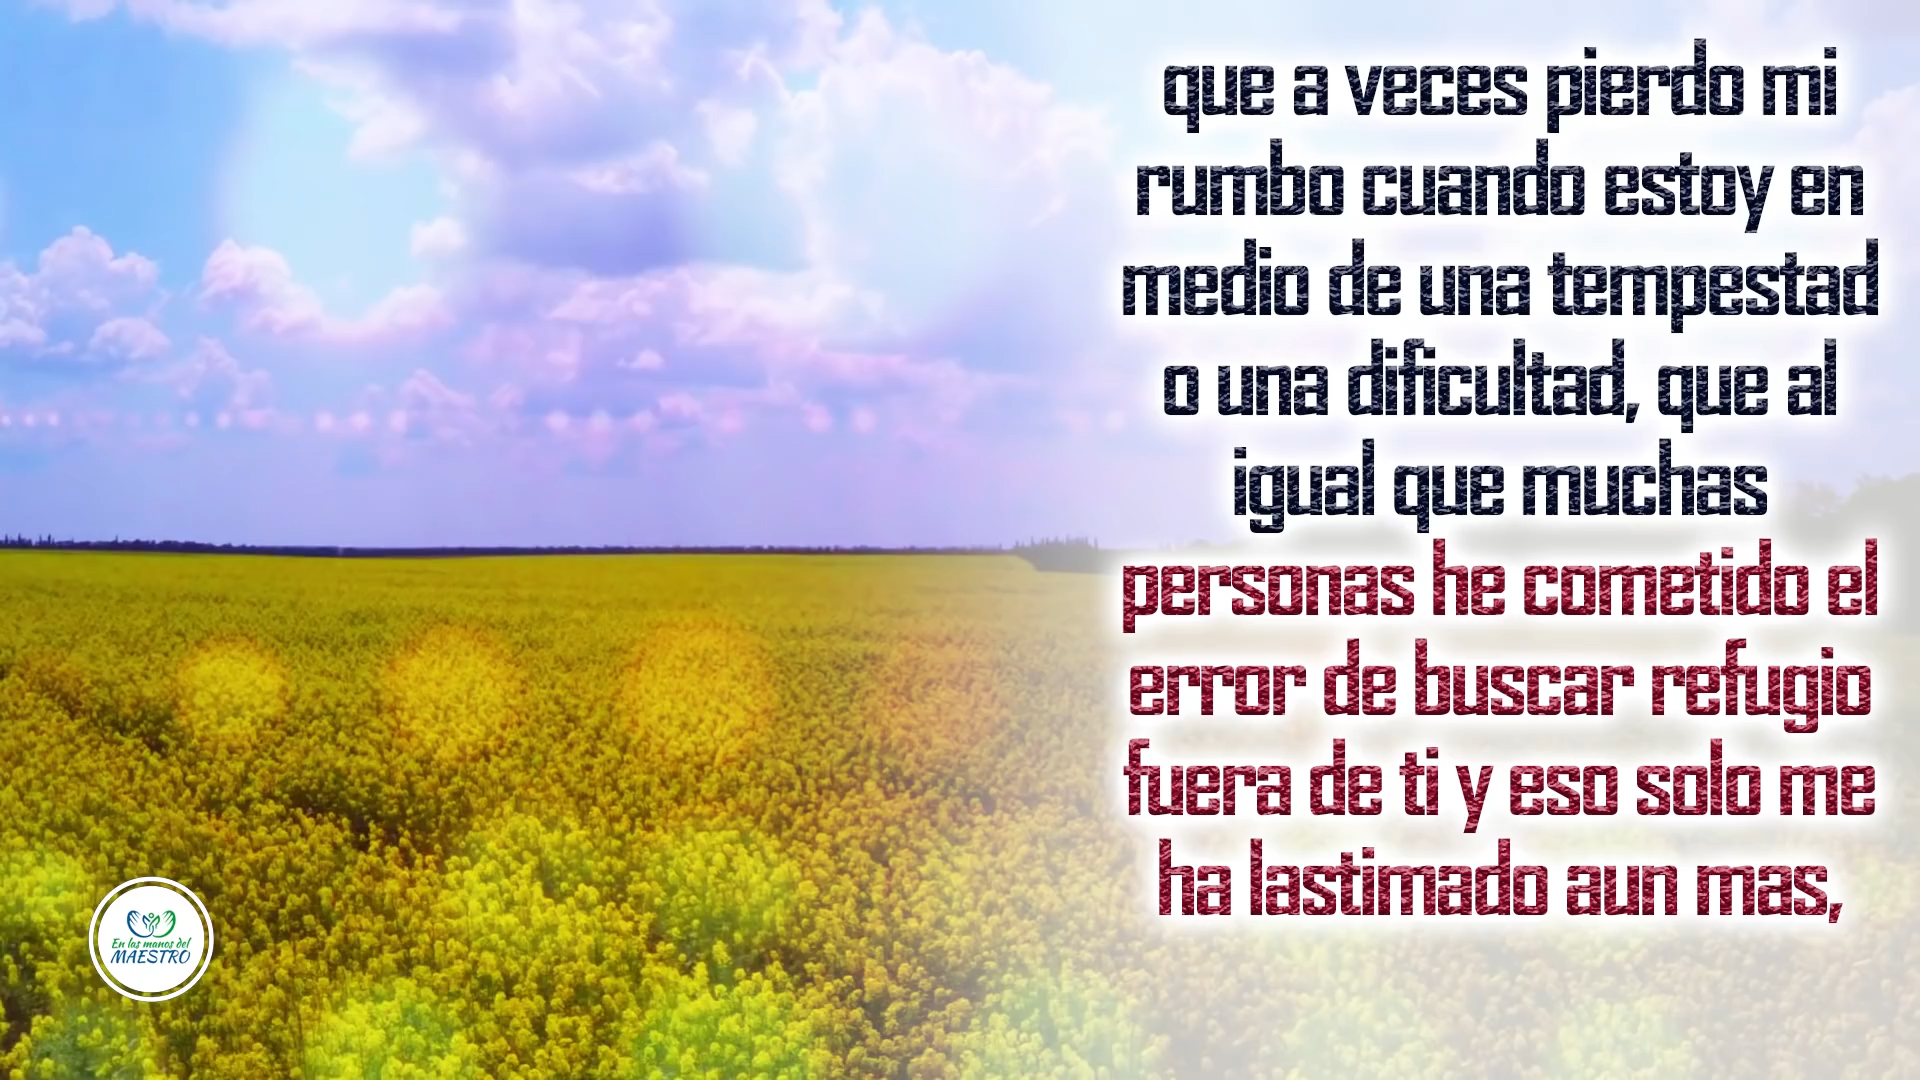 que a veces pierdo mi
rumbo cuando estoy en
medio de una tempestad
o una dificultad, que al
igual que muchas
personas he cometido el
error de buscar refugio
fuera de ti y eso solo me
ha lastimado aun mas,
En las manos del
MAESTRO